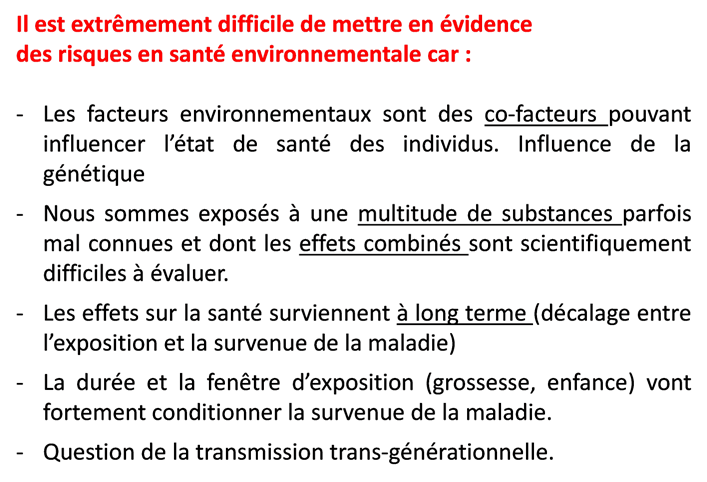 Il est extrêmement difficile de mettre en évidence
des risques en santé environnementale car :
- Les facteurs environnementaux sont des co-facteurs pouvant
influencer l’état de santé des individus. Influence de la
génétique
- Nous sommes exposés à une multitude de substances parfois
mal connues et dont les effets combinés sont scientifiquement
difficiles à évaluer.
- Les effets sur la santé surviennent à long terme (décalage entre
l’exposition et la survenue de la maladie)
- La durée et la fenêtre d’exposition (grossesse, enfance) vont
fortement conditionner la survenue de la maladie.
- Question de la transmission trans-générationnelle.